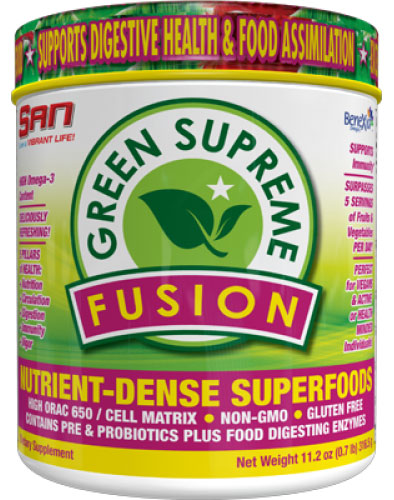 SUPPORTS DIGESTIVE HEALTH & FOOD ASSIMILATION
SAN
VIBRANT LIFE!
Omega-3
Content
DELICIOUSLY
REFRESHING!
PILLARS
of HEALTH:
Nutrition
Circulation
Digestion
Immunity
Vigor
GREEN SUPREME
FUSION
SUPPORTS
Immunity
SURPASSES
5 SERVINGS
of Fruits &
Vegetables
PER DAY!
PERFECT
for VEGANS
& ACTIVE
or HEALTH
MINDED
Individuals
NUTRIENT-DENSE SUPERFOODS
HIGH ORAC 650 / CELL MATRIX • NON-GMO • GLUTEN FREE
CONTAINS PRE & PROBIOTICS PLUS FOOD DIGESTING ENZYMES
Dietary Supplement
Net Weight 11.2 oz (0.7 lb)